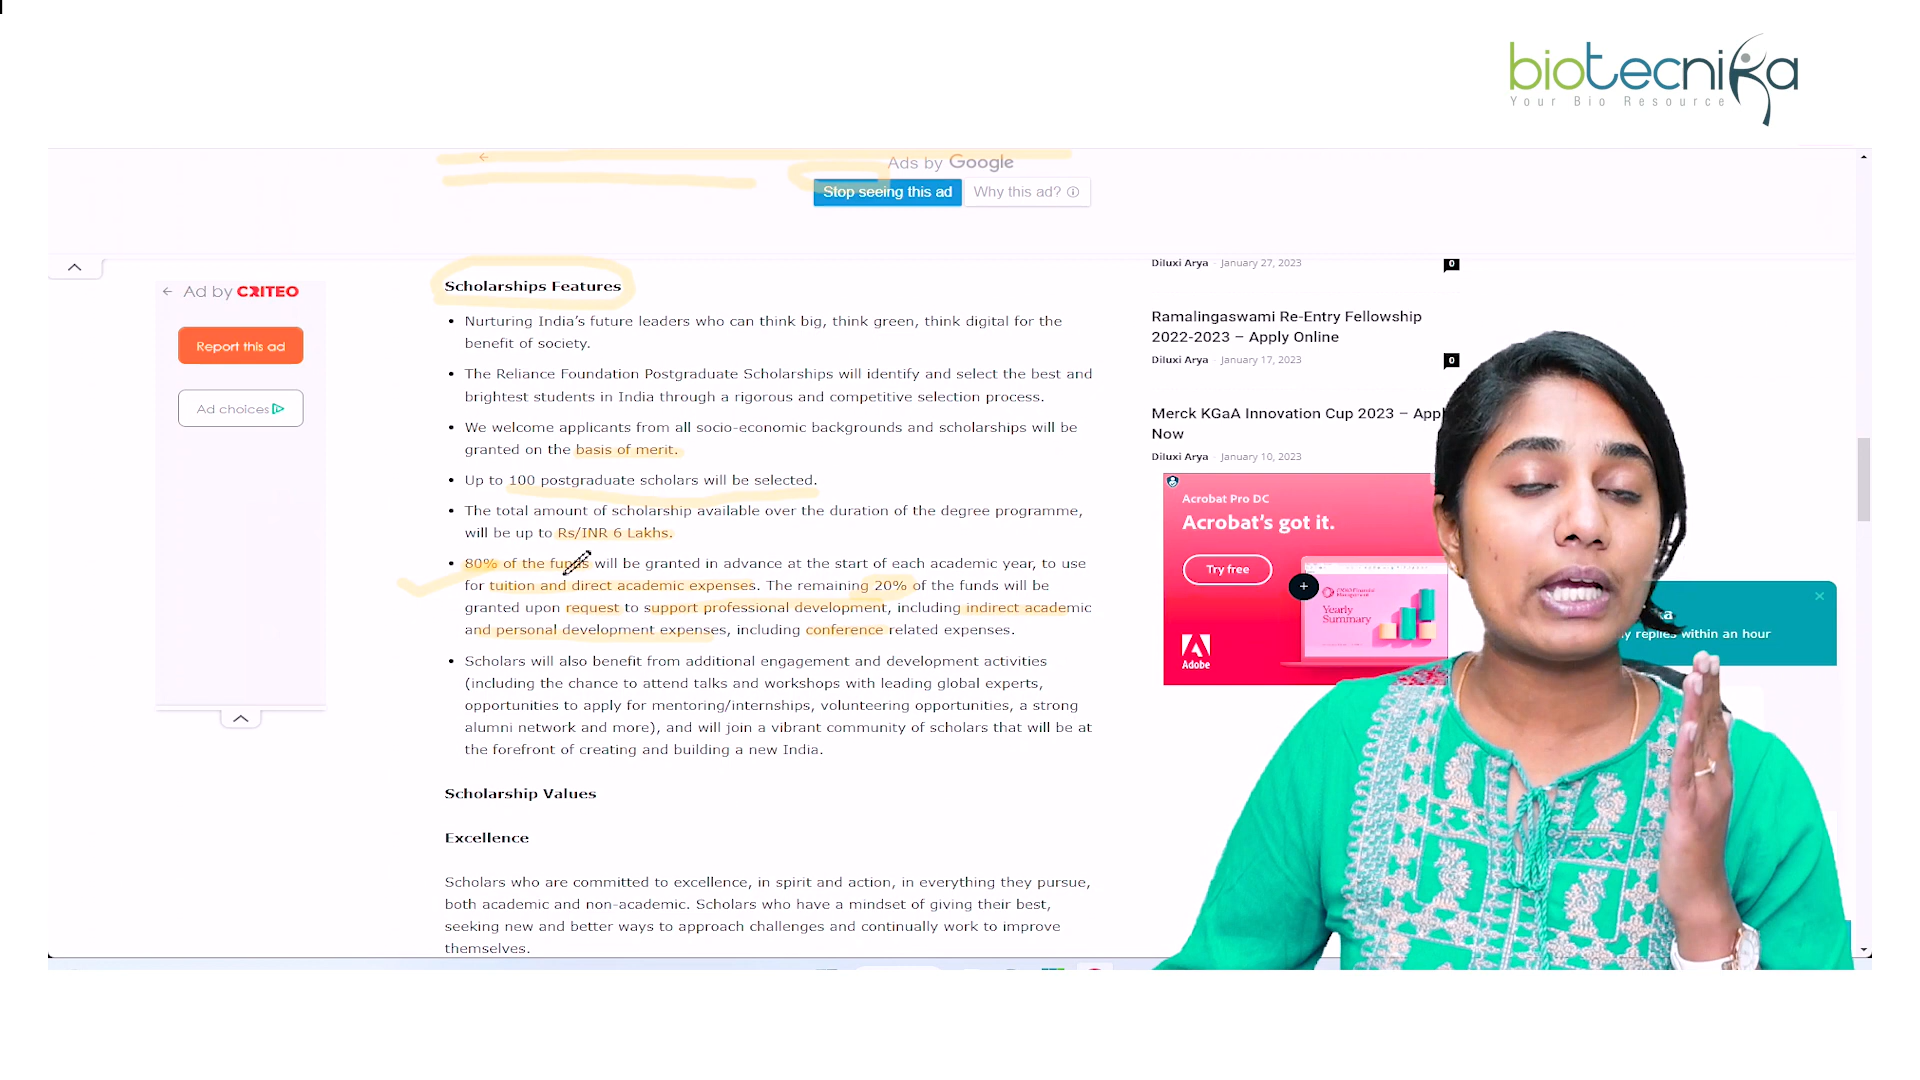 biotecnika
Your Bio Resource
Ads by Google
Stop seeing this ad
Why this ad?
Ad by CRITEO
Report this ad
Ad choices
Scholarships Features
• Nurturing India's future leaders who can think big, think green, think digital for the
benefit of society.
• The Reliance Foundation Postgraduate Scholarships will identify and select the best and
brightest students in India through a rigorous and competitive selection process.
• We welcome applicants from all socio-economic backgrounds and scholarships will be
granted on the basis of merit.
• Up to 100 postgraduate scholars will be selected.
• The total amount of scholarship available over the duration of the degree programme,
will be up to Rs/INR 6 Lakhs.
• 80% of the funds will be granted in advance at the start of each academic year, to use
for tuition and direct academic expenses. The remaining 20% of the funds will be
granted upon request to support professional development, including indirect academic
and personal development expenses, including conference related expenses.
• Scholars will also benefit from additional engagement and development activities
(including the chance to attend talks and workshops with leading global experts,
opportunities to apply for mentoring/internships, volunteering opportunities, a strong
alumni network and more), and will join a vibrant community of scholars that will be at
the forefront of creating and building a new India.
Scholarship Values
Excellence
Scholars who are committed to excellence, in spirit and action, in everything they pursue,
both academic and non-academic. Scholars who have a mindset of giving their best,
seeking new and better ways to approach challenges and continually work to improve
themselves.
Diluxi Arya - January 27, 2023 0
Ramalingaswami Re-Entry Fellowship
2022-2023 – Apply Online
Diluxi Arya - January 17, 2023 0
Merck KGaA Innovation Cup 2023 –
Now
Diluxi Arya - January 10, 2023
Acrobat Pro DC
Acrobat's got it.
Try free
Yearly
Summary
Adobe
replies within an hour